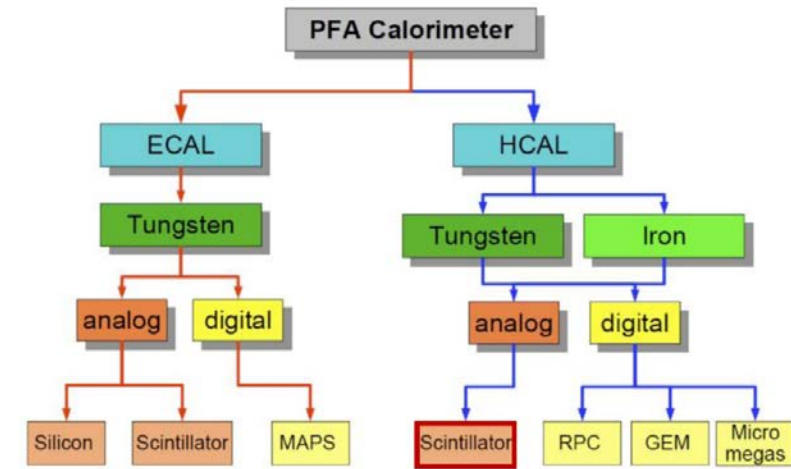 PFA Calorimeter
ECAL
HCAL
Tungsten
Tungsten
Iron
analog
digital
analog
digital
Silicon
Scintillator
MAPS
Scintillator
RPC
GEM
Micro
megas